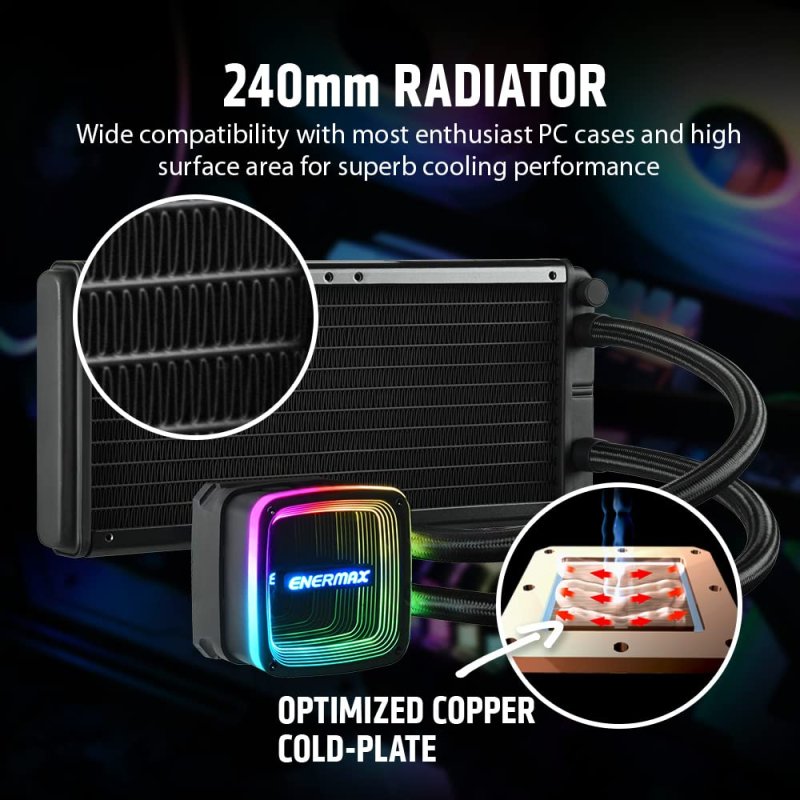 240mm RADIATOR
Wide compatibility with most enthusiast PC cases and high
surface area for superb cooling performance
ENERMAX
OPTIMIZED COPPER
COLD-PLATE